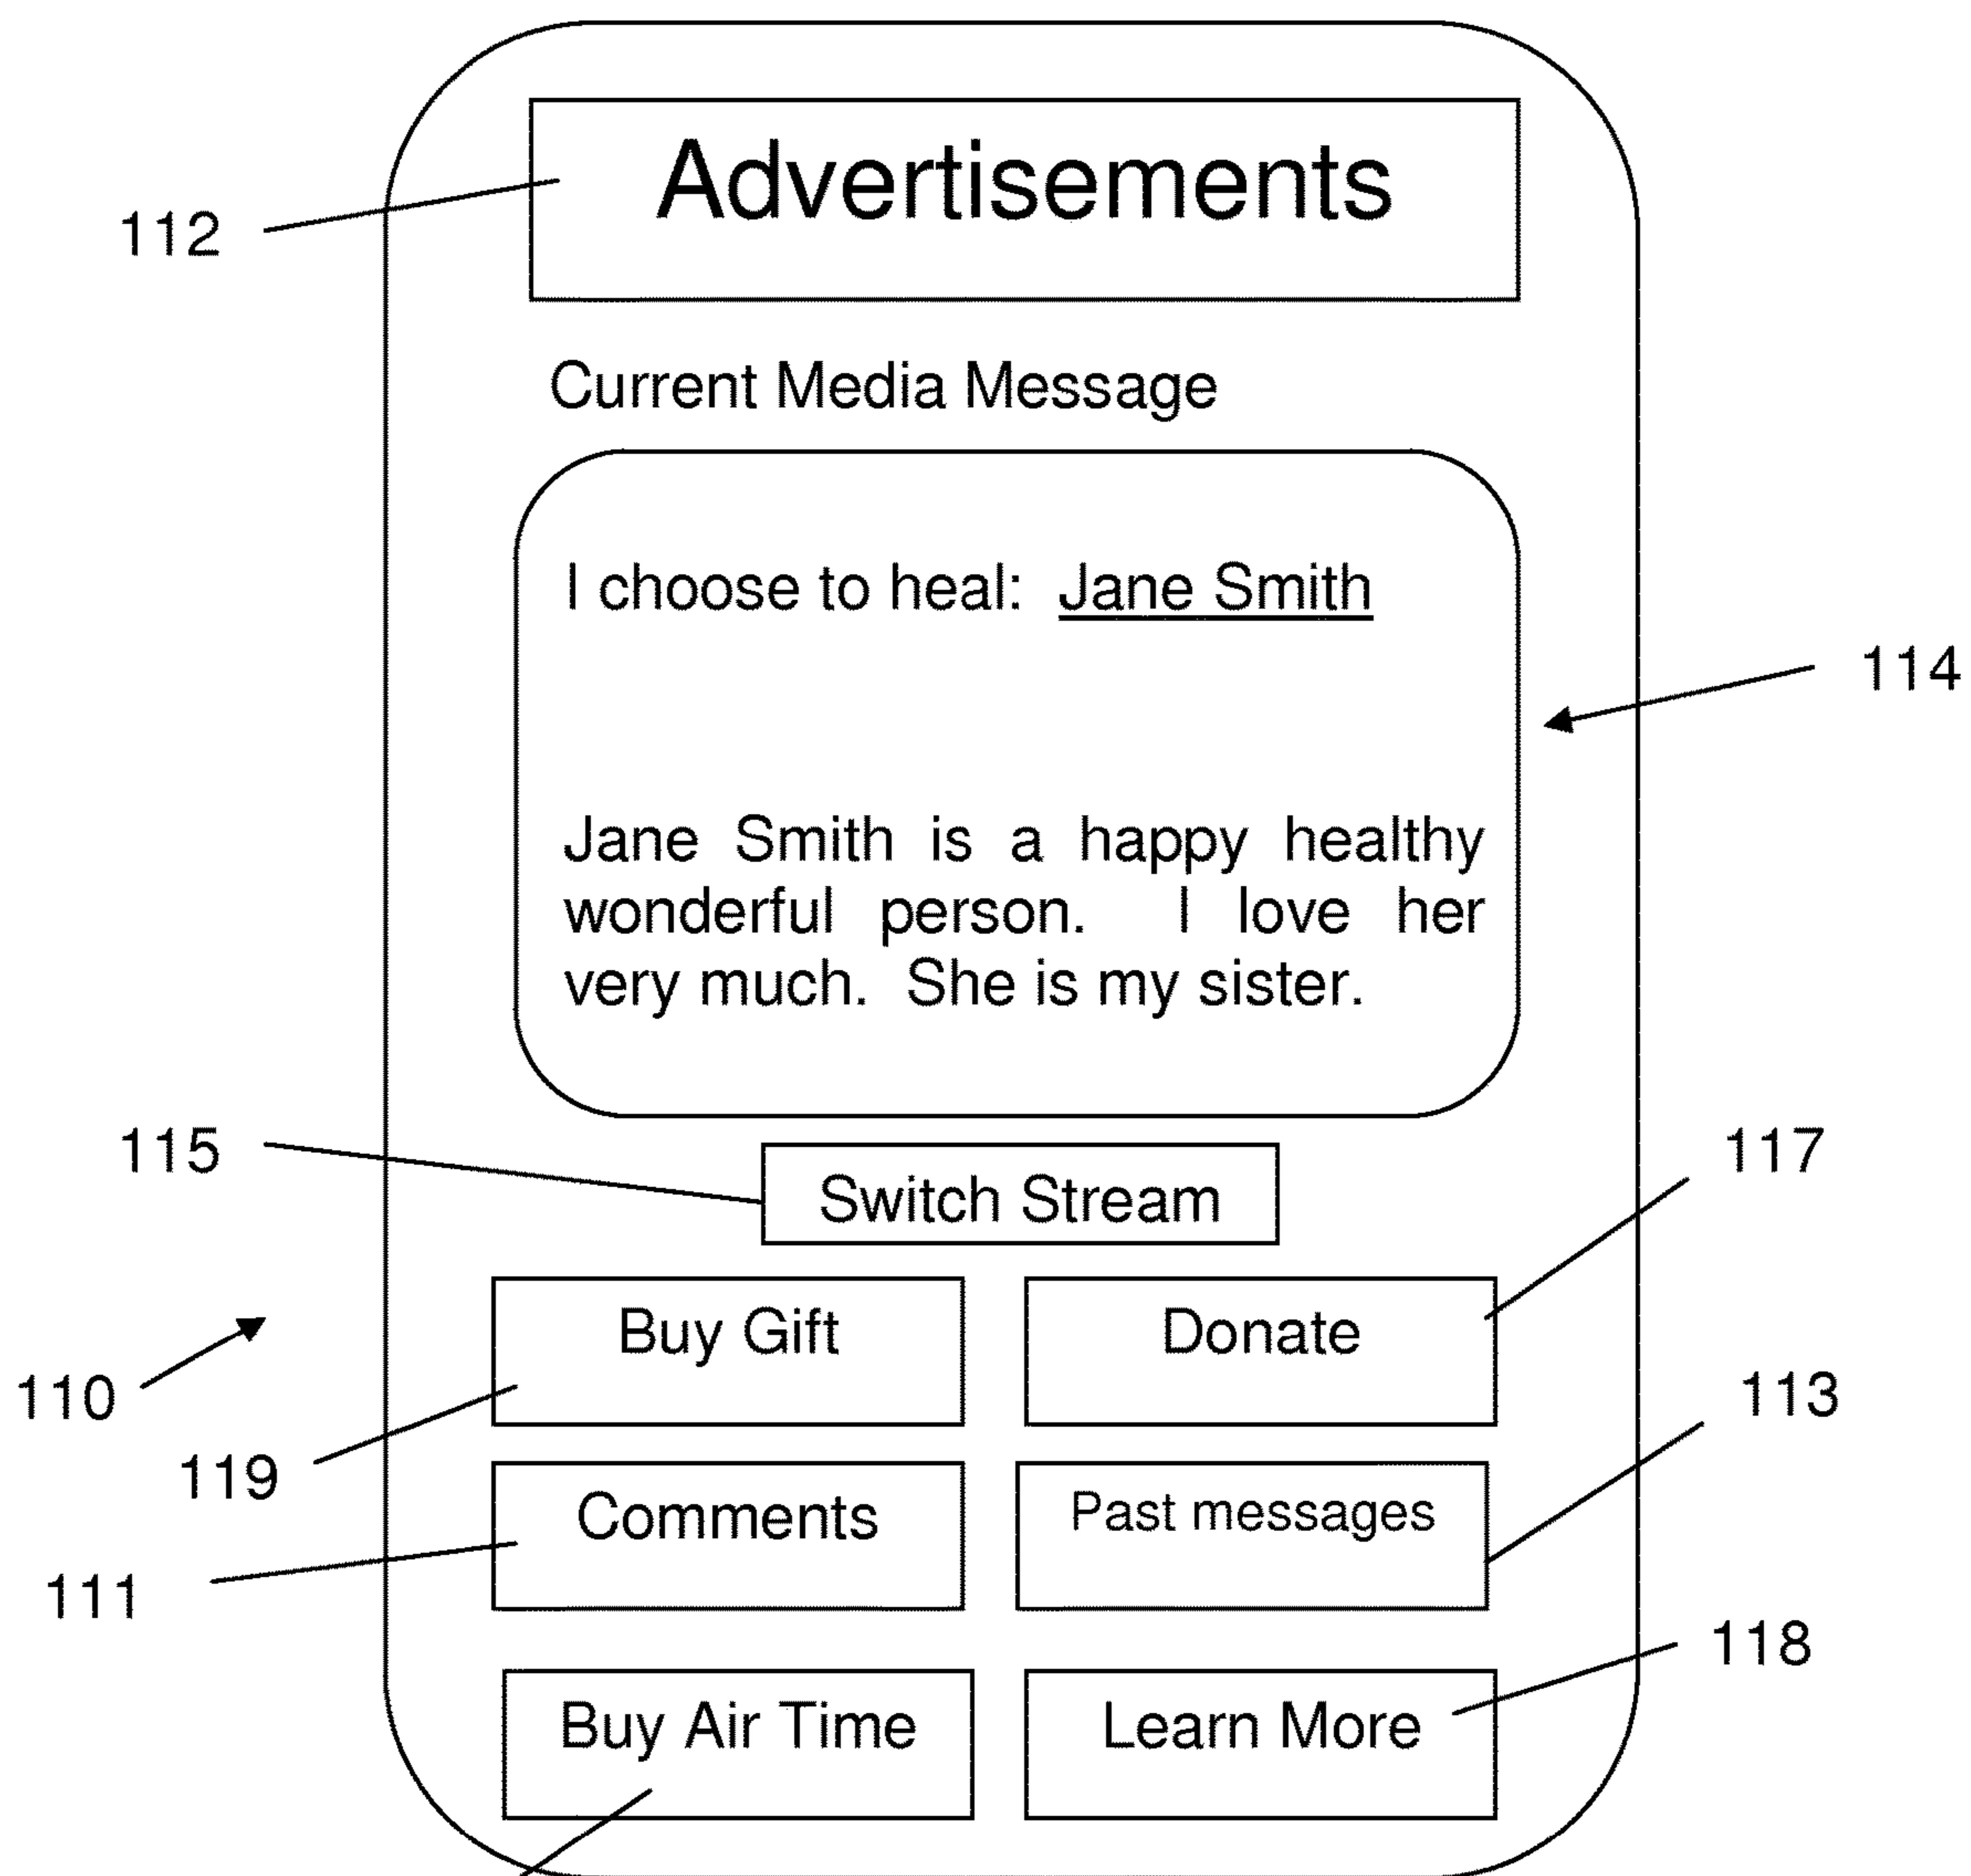 Advertisements
112
Current Media Message
I choose to heal: Jane Smith
114
Jane Smith is a happy healthy
wonderful person. I love her
very much. She is my sister.
115
117
Switch Stream
Buy Gift
Donate
110
113
119
Comments
Past messages
111
118
Buy Air Time
Learn More